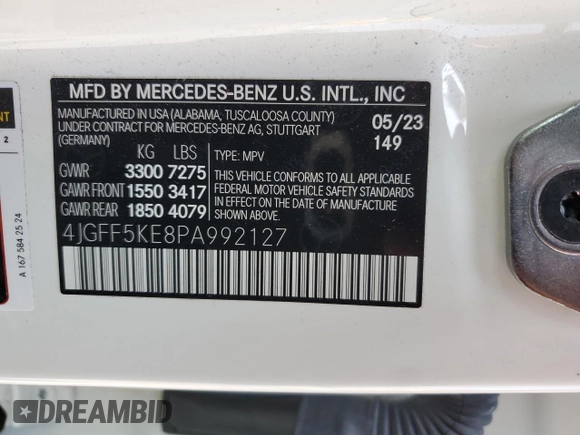 MFD BY MERCEDES-BENZ U.S. INTL., INC
MANUFACTURED IN USA (ALABAMA, TUSCALOOSA COUNTY)
UNDER CONTRACT FOR MERCEDES-BENZ AG, STUTTGART
(GERMANY)
05/23
149
KG LBS
GVWR 3300 7275
GAWR FRONT 1550 3417
GAWR REAR 1850 4079
TYPE: MPV
THIS VEHICLE CONFORMS TO ALL APPLICABLE
FEDERAL MOTOR VEHICLE SAFETY STANDARDS
IN EFFECT ON THE DATE OF MANUFACTURE
SHOWN ABOVE.
4JGFF5KE8PA992127
A 167 584 25 24
2
DREAMBID